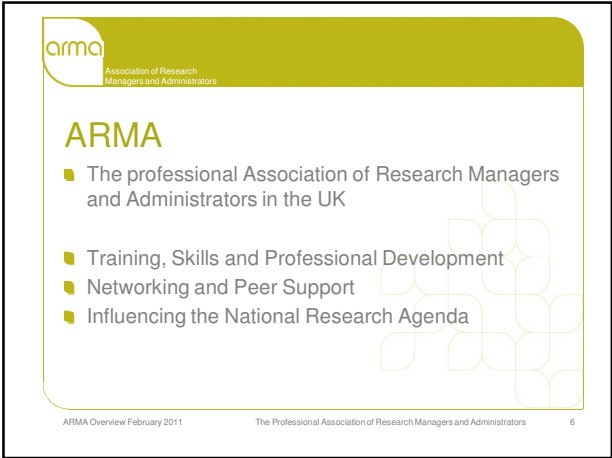 arma
Association of Research
Managers and Administrators
ARMA
The professional Association of Research Managers
and Administrators in the UK
Training, Skills and Professional Development
Networking and Peer Support
Influencing the National Research Agenda
ARMA Overview February 2011 The Professional Association of Research Managers and Administrators 6